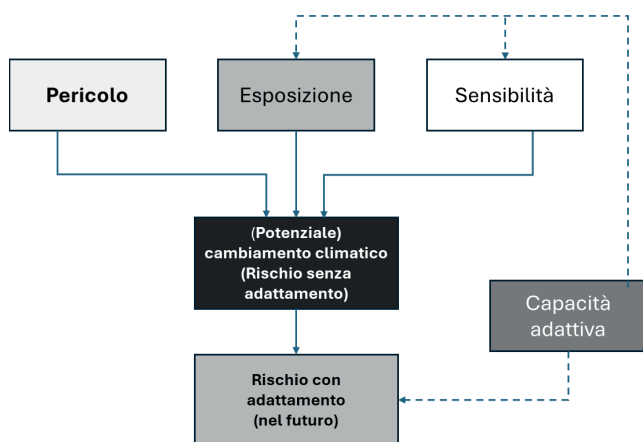 Pericolo
Esposizione
Sensibilità
(Potenziale)
cambiamento climatico
(Rischio senza
adattamento)
Capacità
adattiva
Rischio con
adattamento
(nel futuro)